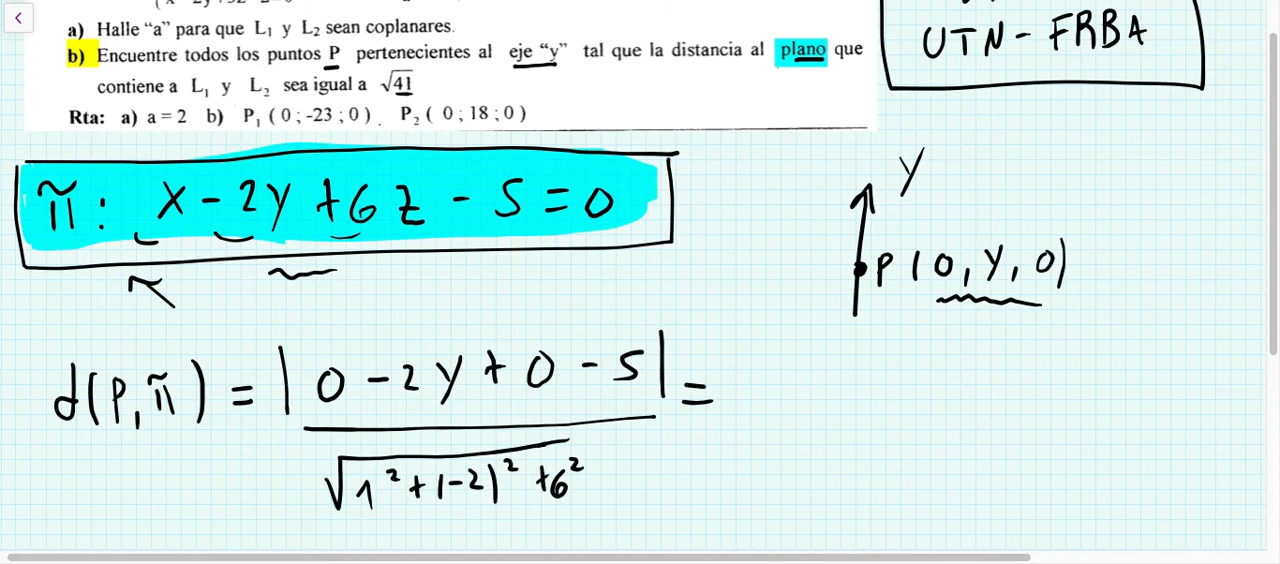 a) Halle “a” para que L₁ y L₂ sean coplanares.
b) Encuentre todos los puntos P pertenecientes al eje “y” tal que la distancia al plano que
contiene a L₁ y L₂ sea igual a √41
Rta: a) a = 2 b) P₁ ( 0 ; -23 ; 0 ) . P₂ ( 0 ; 18 ; 0 )
UTN - FRBA
π: x - 2y + 6z - 5 = 0
y
P (0, y, 0)
d(P, π) = | 0 - 2y + 0 - 5 | =
√1² + (-2)² + 6²